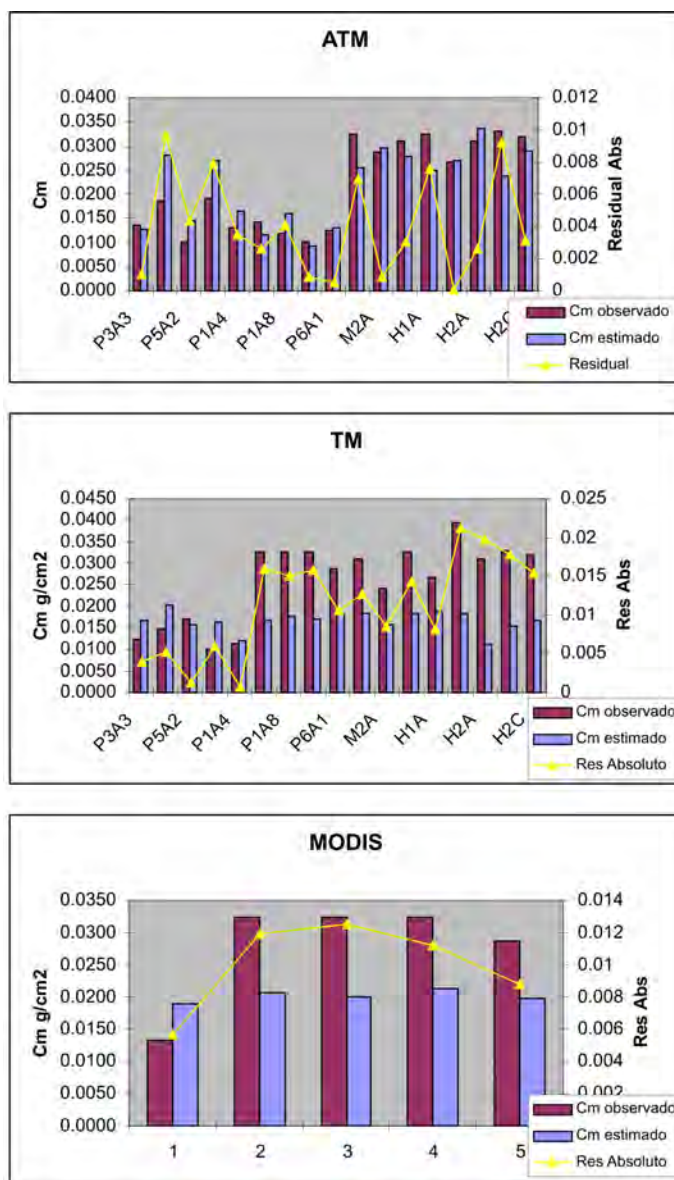 ATM
0.0400
0.0350
0.0300
0.0250
0.0200
0.0150
0.0100
0.0050
0.0000
Cm
0.012
0.01
0.008
0.006
0.004
0.002
0
Residual Abs
P3A3
P5A2
P1A4
P1A8
P6A1
M2A
H1A
H2A
H2C
Cm observado
Cm estimado
Residual
TM
0.0450
0.0400
0.0350
0.0300
0.0250
0.0200
0.0150
0.0100
0.0050
0.0000
Cm g/cm2
0.025
0.02
0.015
0.01
0.005
0
Res Abs
P3A3
P5A2
P1A4
P1A8
P6A1
M2A
H1A
H2A
H2C
Cm observado
Cm estimado
Res Absoluto
MODIS
0.0350
0.0300
0.0250
0.0200
0.0150
0.0100
0.0050
0.0000
Cm g/cm2
0.014
0.012
0.01
0.008
0.006
0.004
0.002
Res Abs
1
2
3
4
5
Cm observado
Cm estimado
Res Absoluto